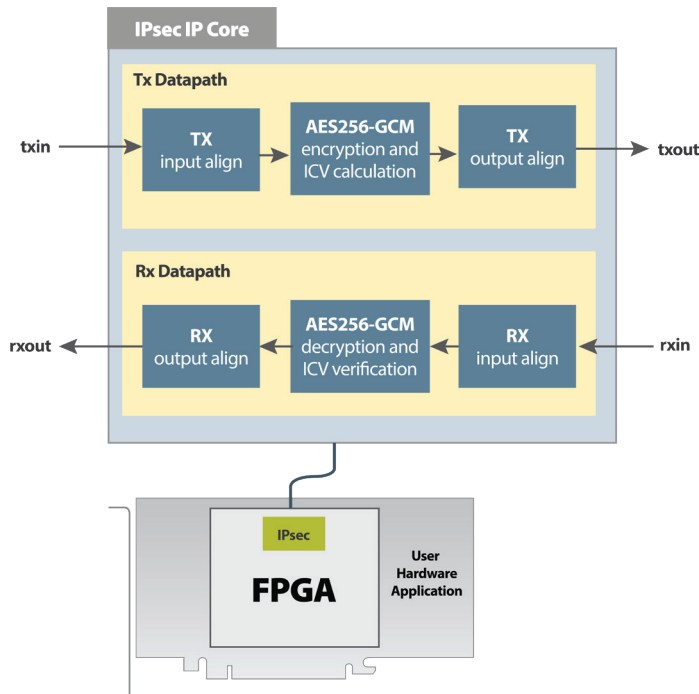 IPsec IP Core
Tx Datapath
txin
TX
input align
AES256-GCM
encryption and
ICV calculation
TX
output align
txout
Rx Datapath
rxout
RX
output align
AES256-GCM
decryption and
ICV verification
RX
input align
rxin
IPsec
FPGA
User
Hardware
Application